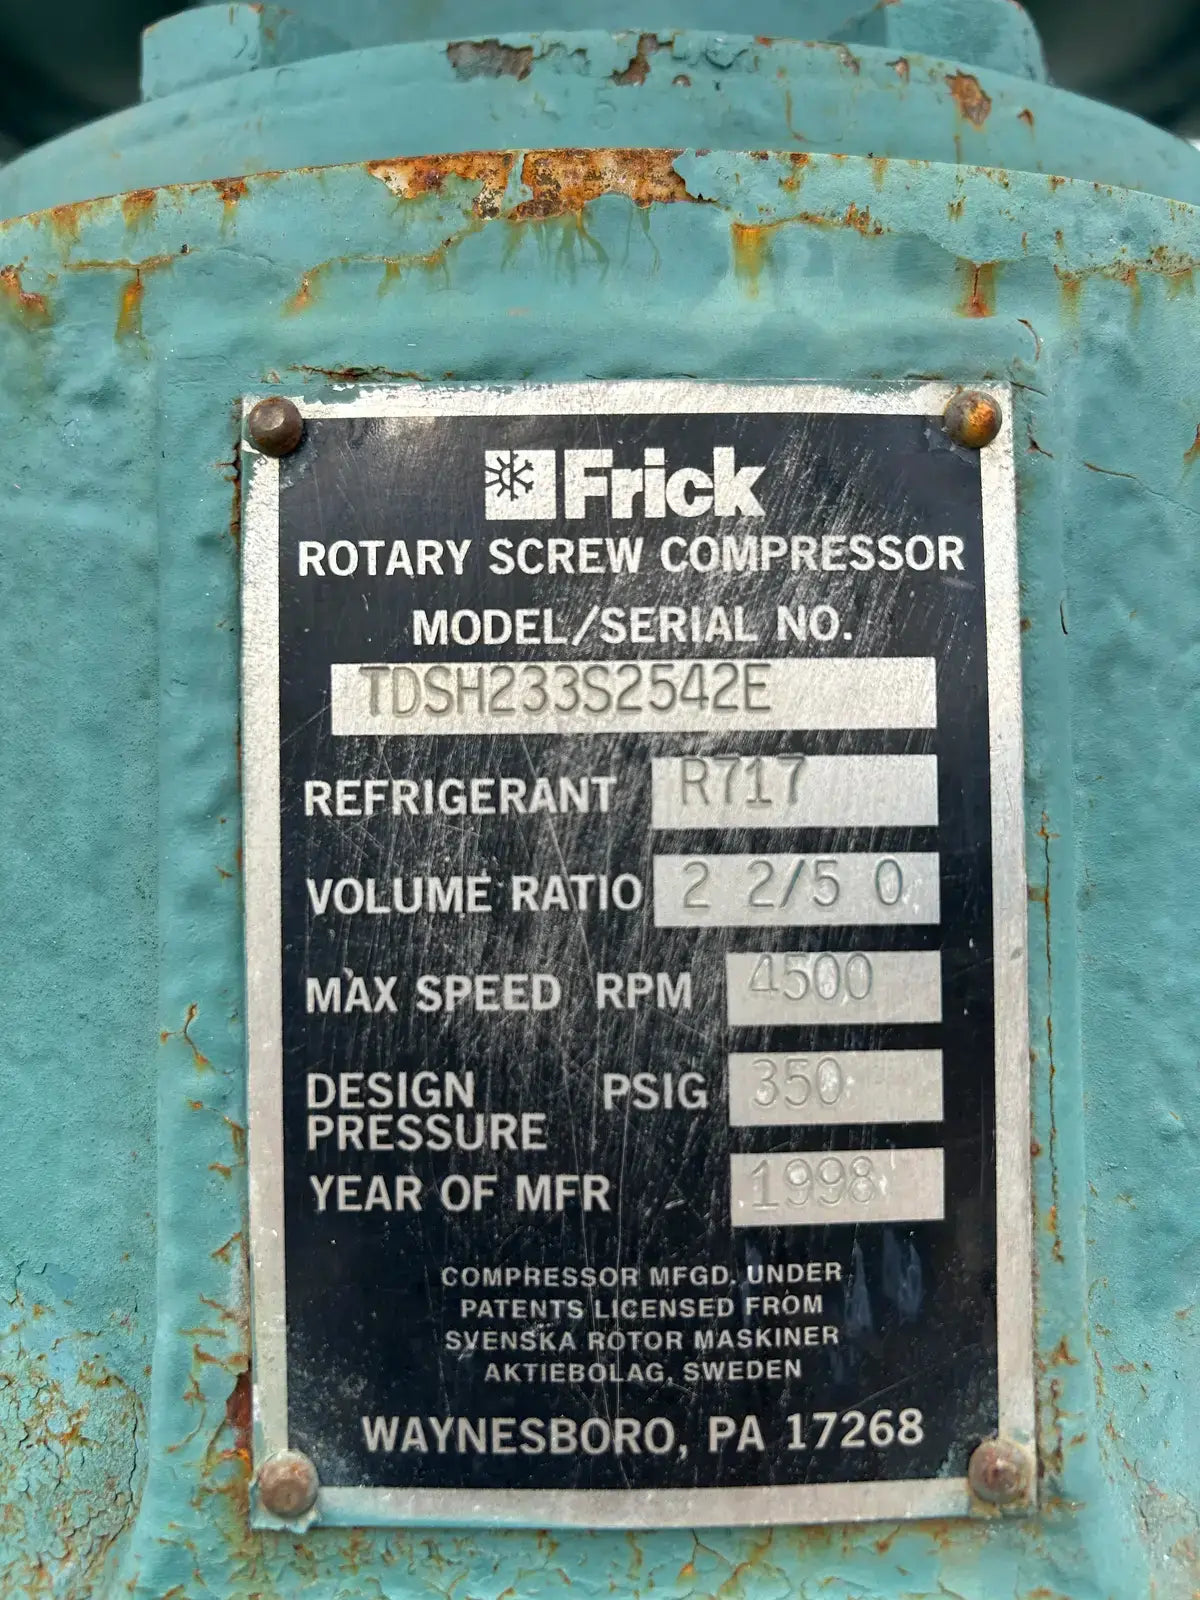 Frick
ROTARY SCREW COMPRESSOR
MODEL/SERIAL NO.
TDSH233S2542E
REFRIGERANT R717
VOLUME RATIO 2 2/5 0
MAX SPEED RPM 4500
DESIGN PSIG 350
PRESSURE
YEAR OF MFR 1998
COMPRESSOR MFGD. UNDER
PATENTS LICENSED FROM
SVENSKA ROTOR MASKINER
AKTIEBOLAG, SWEDEN
WAYNESBORO, PA 17268